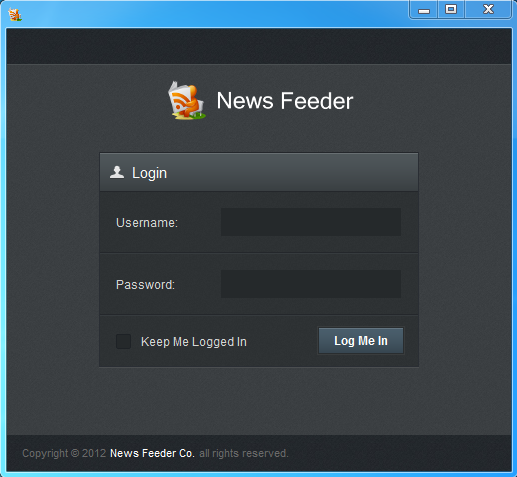 News Feeder
Login
Username:
Password:
Keep Me Logged In
Log Me In
Copyright © 2012 News Feeder Co. all rights reserved.